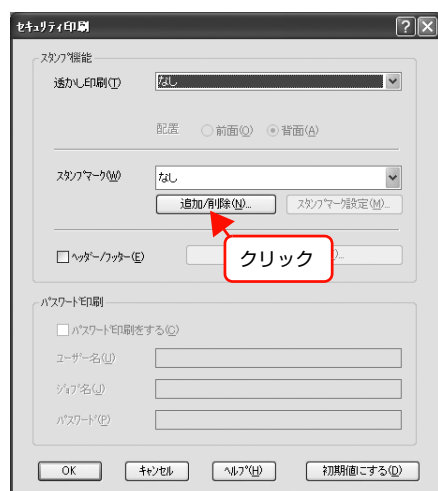 セキュリティ印刷
スタンプ機能
透かし印刷(T) なし
配置 前面(O) 背面(A)
スタンプマーク(W) なし
追加/削除(N)... スタンプマーク設定(M)...
クリック
ヘッダー/フッター(E)
パスワード印刷
パスワード印刷をする(C)
ユーザー名(U)
ジョブ名(J)
パスワード(P)
OK キャンセル ヘルプ(H) 初期値にする(D)